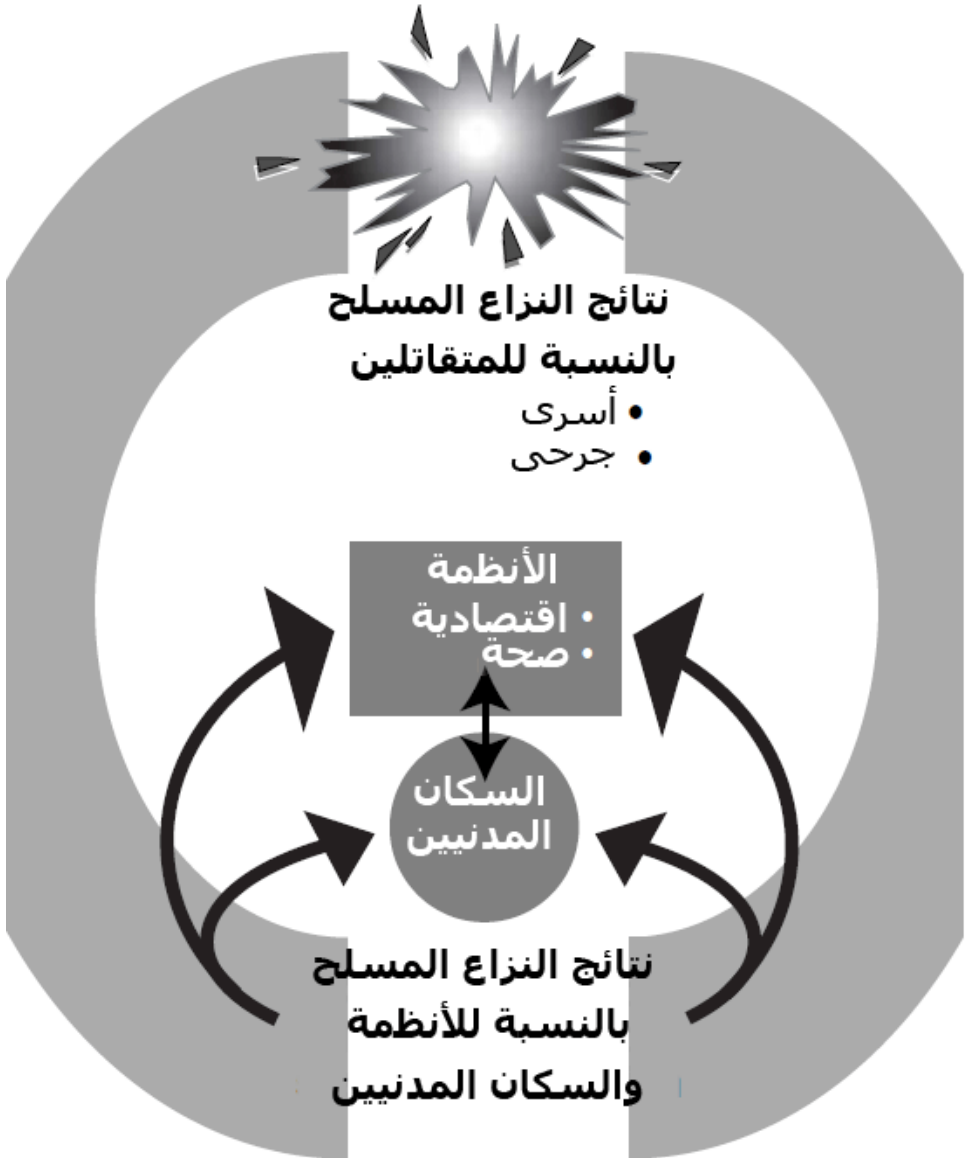 نتائج النزاع المسلح
بالنسبة للمتقاتلين
• أسرى
• جرحى
الأنظمة
• اقتصادية
• صحة
السكان
المدنيين
نتائج النزاع المسلح
بالنسبة للأنظمة
والسكان المدنيين